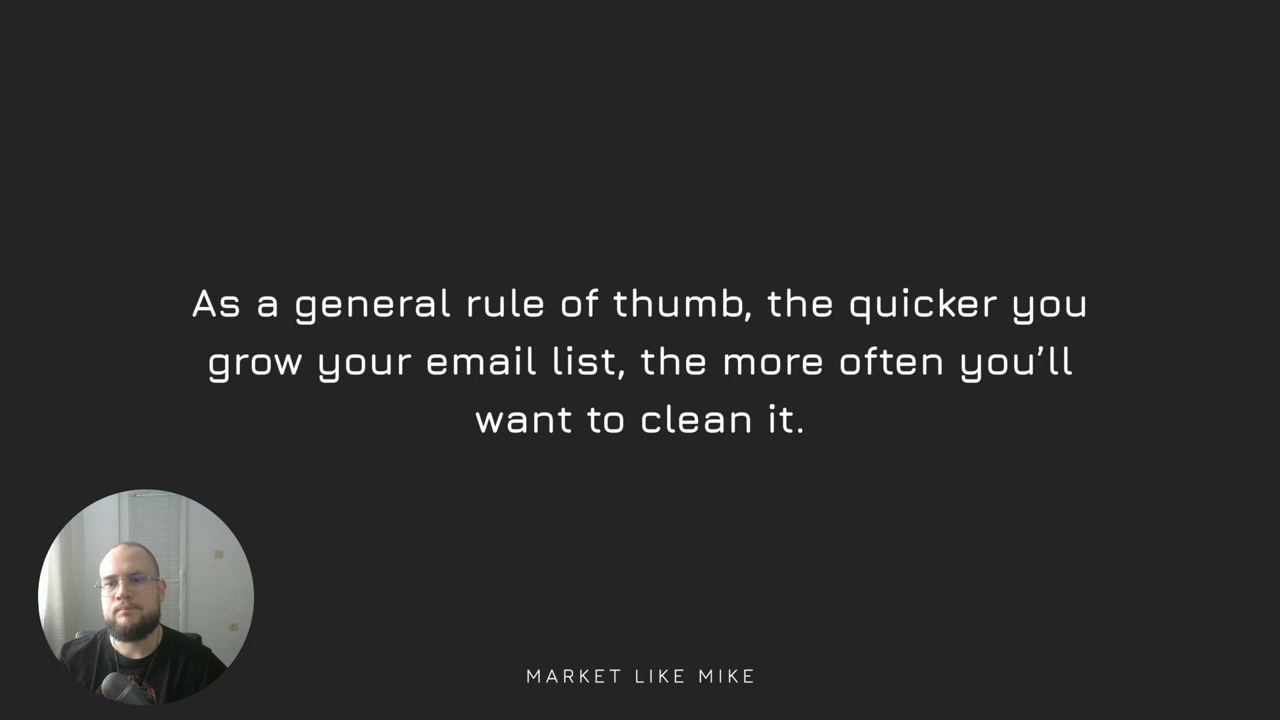 As a general rule of thumb, the quicker you
grow your email list, the more often you’ll
want to clean it.
MARKET LIKE MIKE